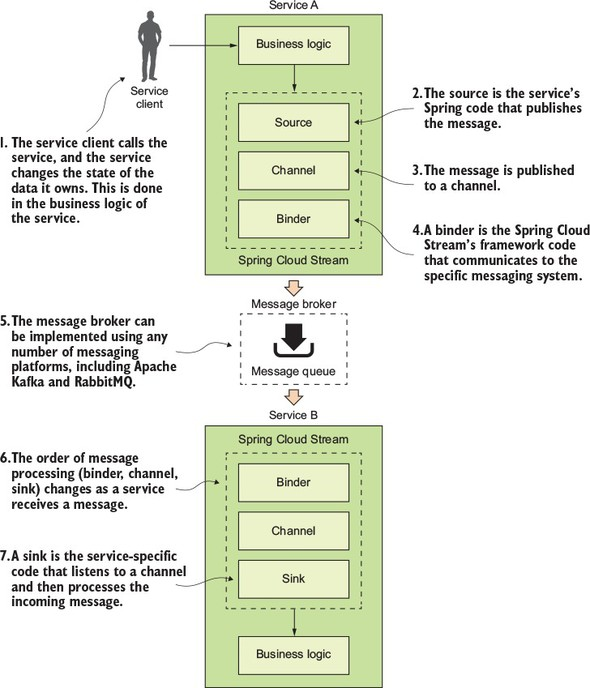 Service A
Business logic
Service
client
1. The service client calls the
service, and the service
changes the state of the
data it owns. This is done
in the business logic of
the service.
Source
2. The source is the service’s
Spring code that publishes
the message.
Channel
3. The message is published
to a channel.
Binder
4. A binder is the Spring Cloud
Stream’s framework code
that communicates to the
specific messaging system.
Spring Cloud Stream
Message broker
5. The message broker can
be implemented using any
number of messaging
platforms, including Apache
Kafka and RabbitMQ.
Message queue
Service B
Spring Cloud Stream
6. The order of message
processing (binder, channel,
sink) changes as a service
receives a message.
Binder
Channel
7. A sink is the service-specific
code that listens to a channel
and then processes the
incoming message.
Sink
Business logic